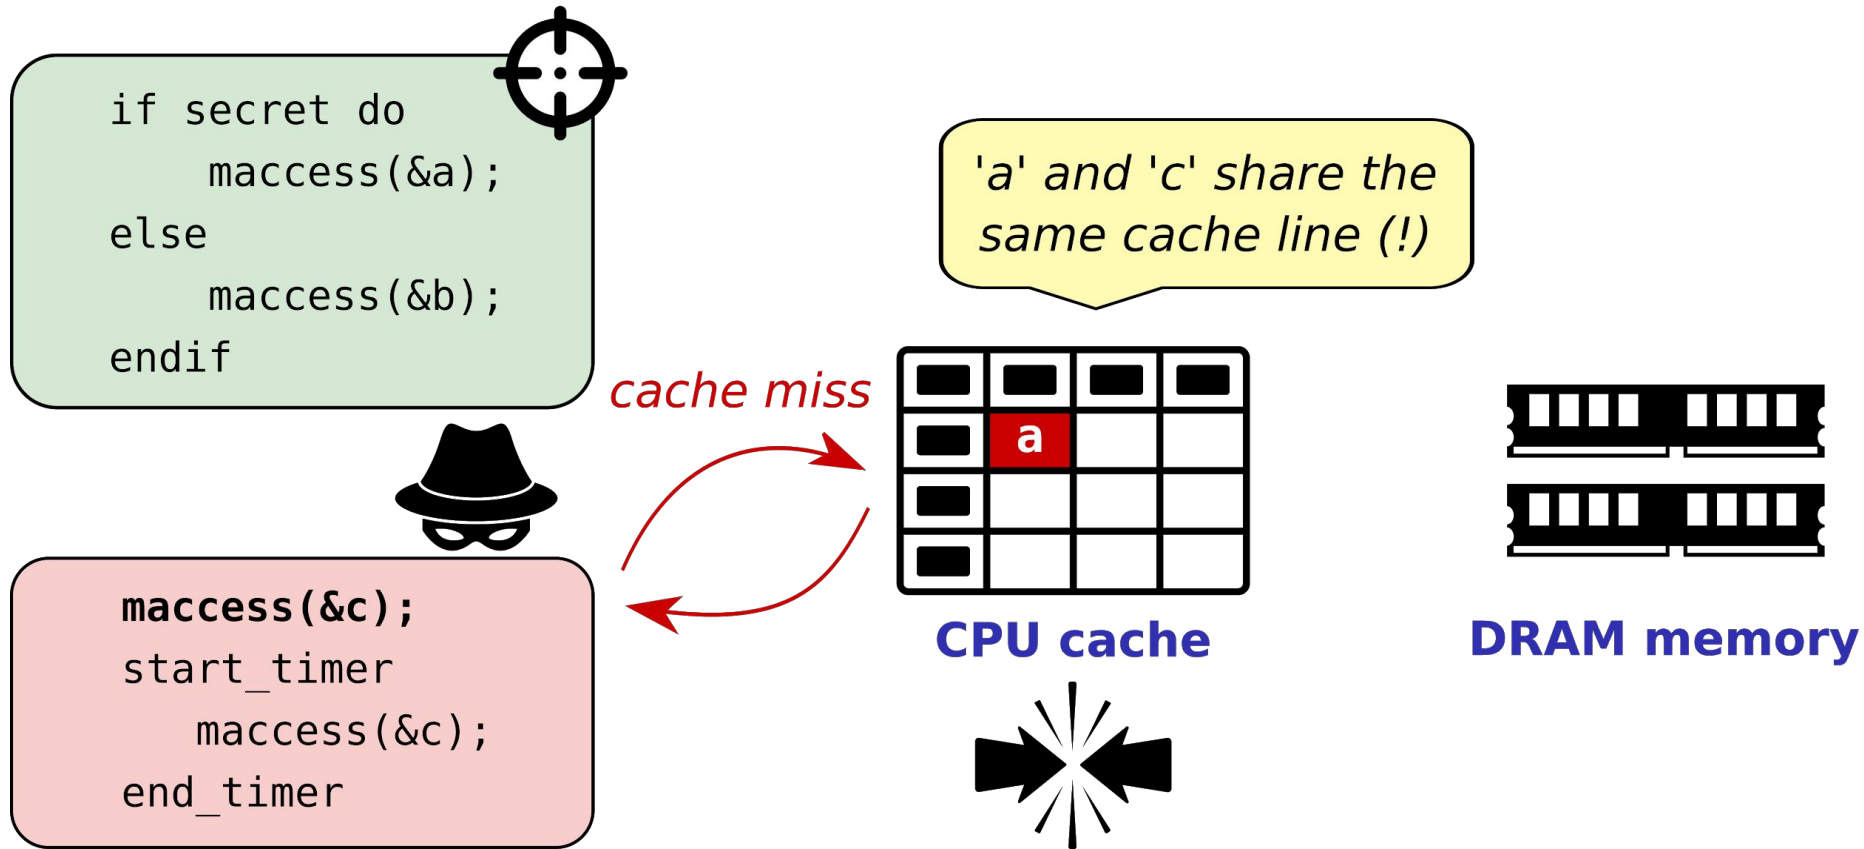 if secret do
maccess(&a);
else
maccess(&b);
endif
maccess(&c);
start_timer
maccess(&c);
end_timer
cache miss
'a' and 'c' share the
same cache line (!)
a
CPU cache
DRAM memory